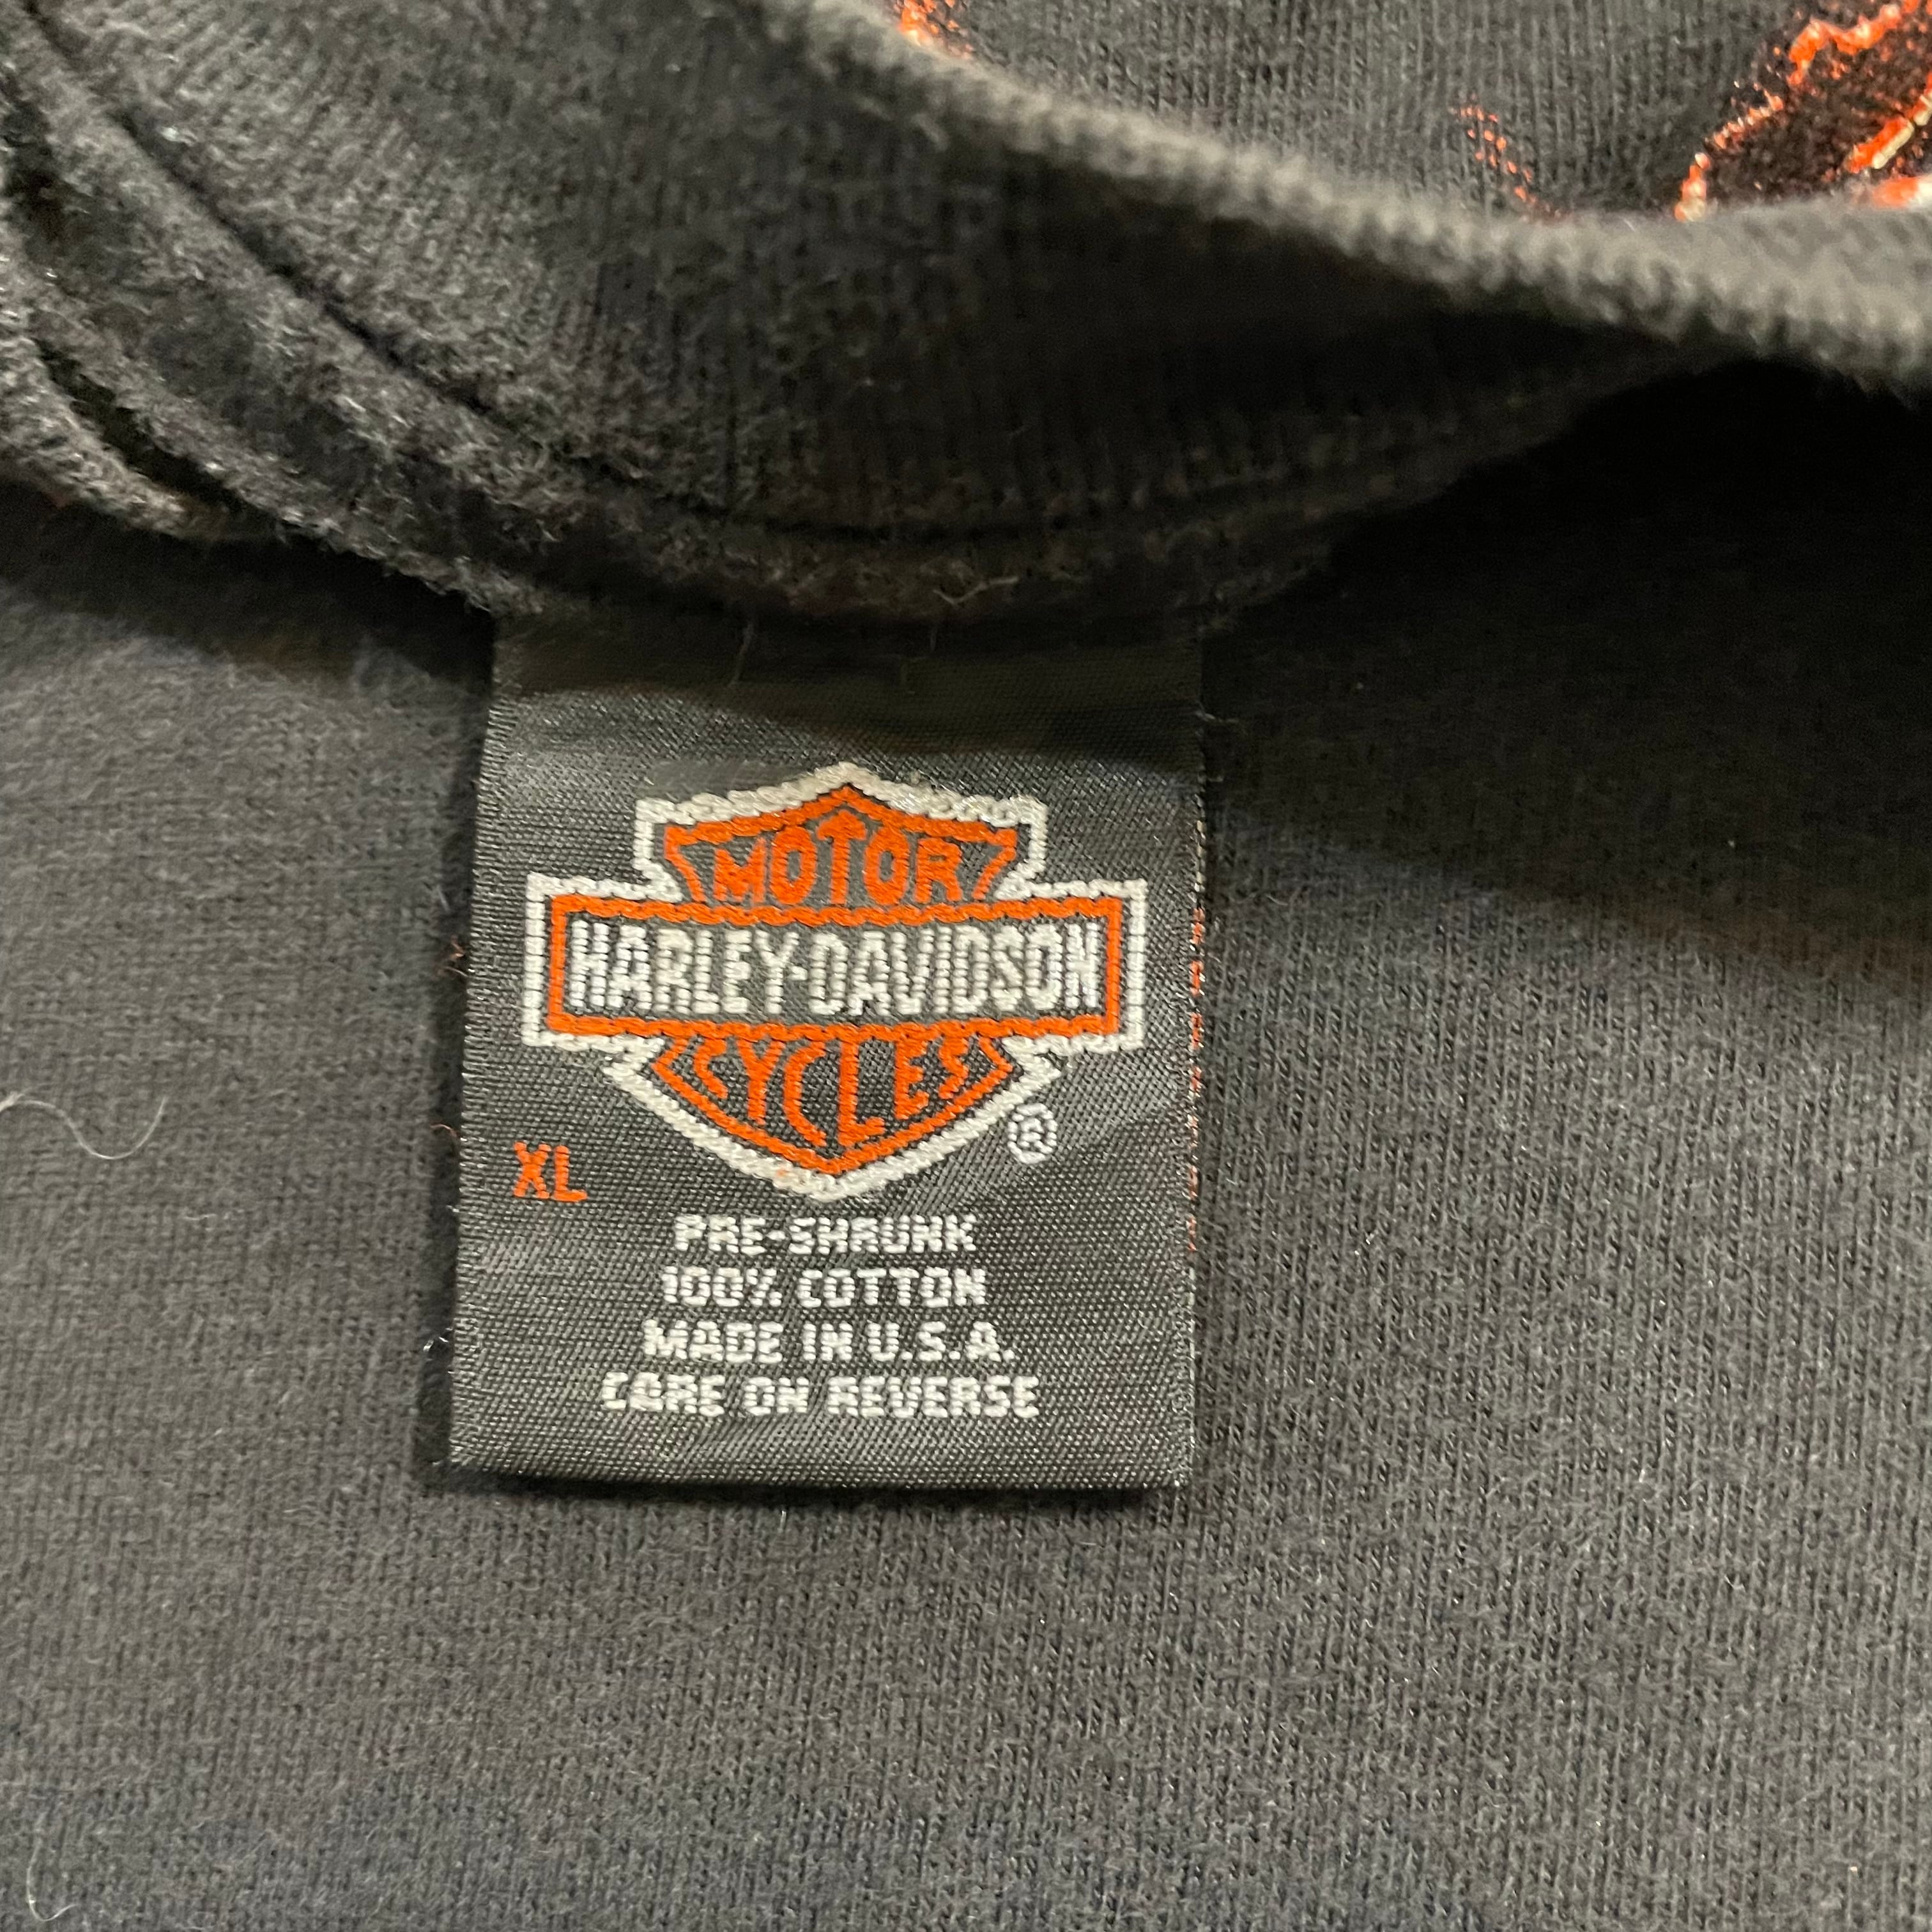 MOTOR
HARLEY-DAVIDSON
CYCLES
®
XL
PRE-SHRUNK
100% COTTON
MADE IN U.S.A.
CARE ON REVERSE